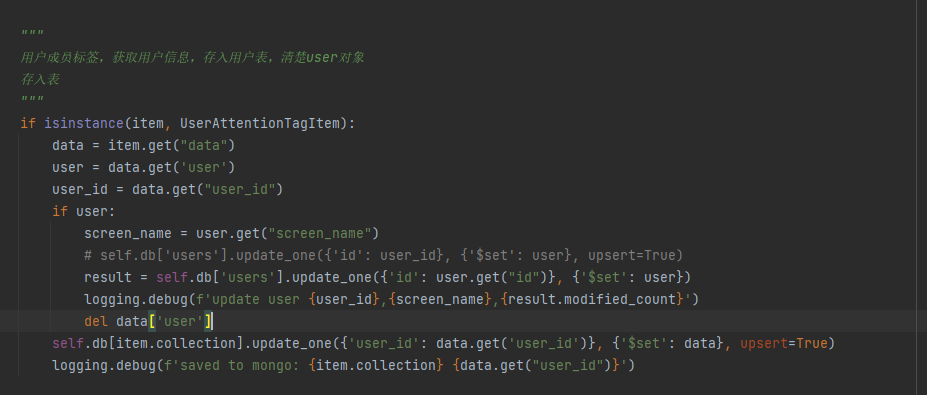 """
用户成员标签，获取用户信息，存入用户表，清楚user对象
存入表
"""
if isinstance(item, UserAttentionTagItem):
    data = item.get("data")
    user = data.get('user')
    user_id = data.get("user_id")
    if user:
        screen_name = user.get("screen_name")
        # self.db['users'].update_one({'id': user_id}, {'$set': user}, upsert=True)
        result = self.db['users'].update_one({'id': user.get("id")}, {'$set': user})
        logging.debug(f'update user {user_id},{screen_name},{result.modified_count}')
        del data['user']
    self.db[item.collection].update_one({'user_id': data.get('user_id')}, {'$set': data}, upsert=True)
    logging.debug(f'saved to mongo: {item.collection} {data.get("user_id")}')